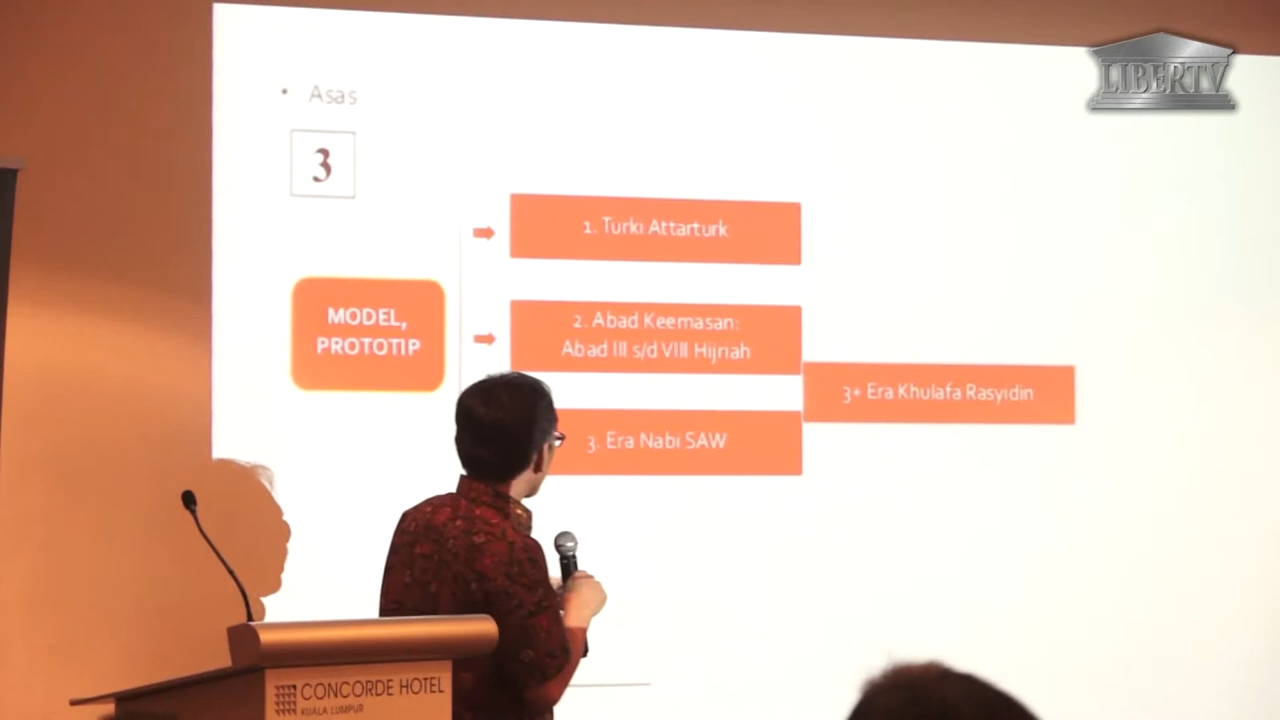 LIBERTV
• Asas
3
MODEL,
PROTOTIP
1. Turki Attarturk
2. Abad Keemasan:
Abad III s/d VIII Hijriah
3+ Era Khulafa Rasyidin
3. Era Nabi SAW
CONCORDE HOTEL
KUALA LUMPUR